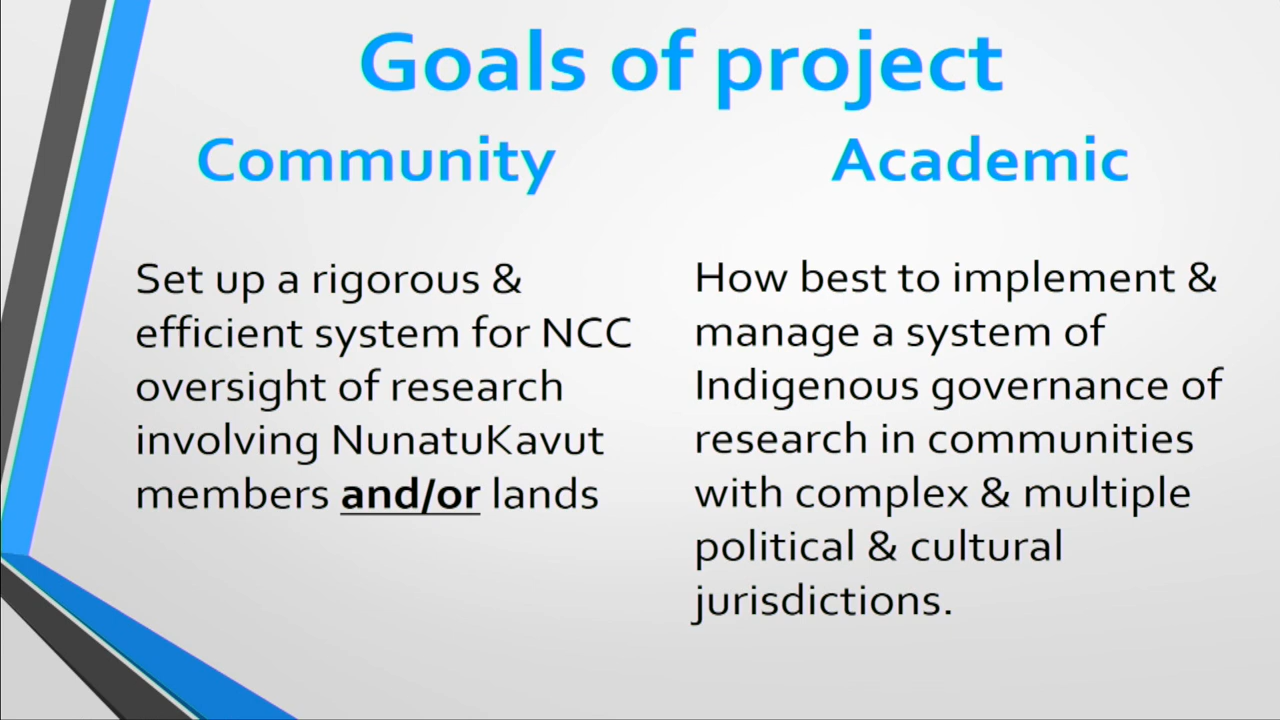 Goals of project
Community
Set up a rigorous &
efficient system for NCC
oversight of research
involving NunatuKavut
members and/or lands
Academic
How best to implement &
manage a system of
Indigenous governance of
research in communities
with complex & multiple
political & cultural
jurisdictions.